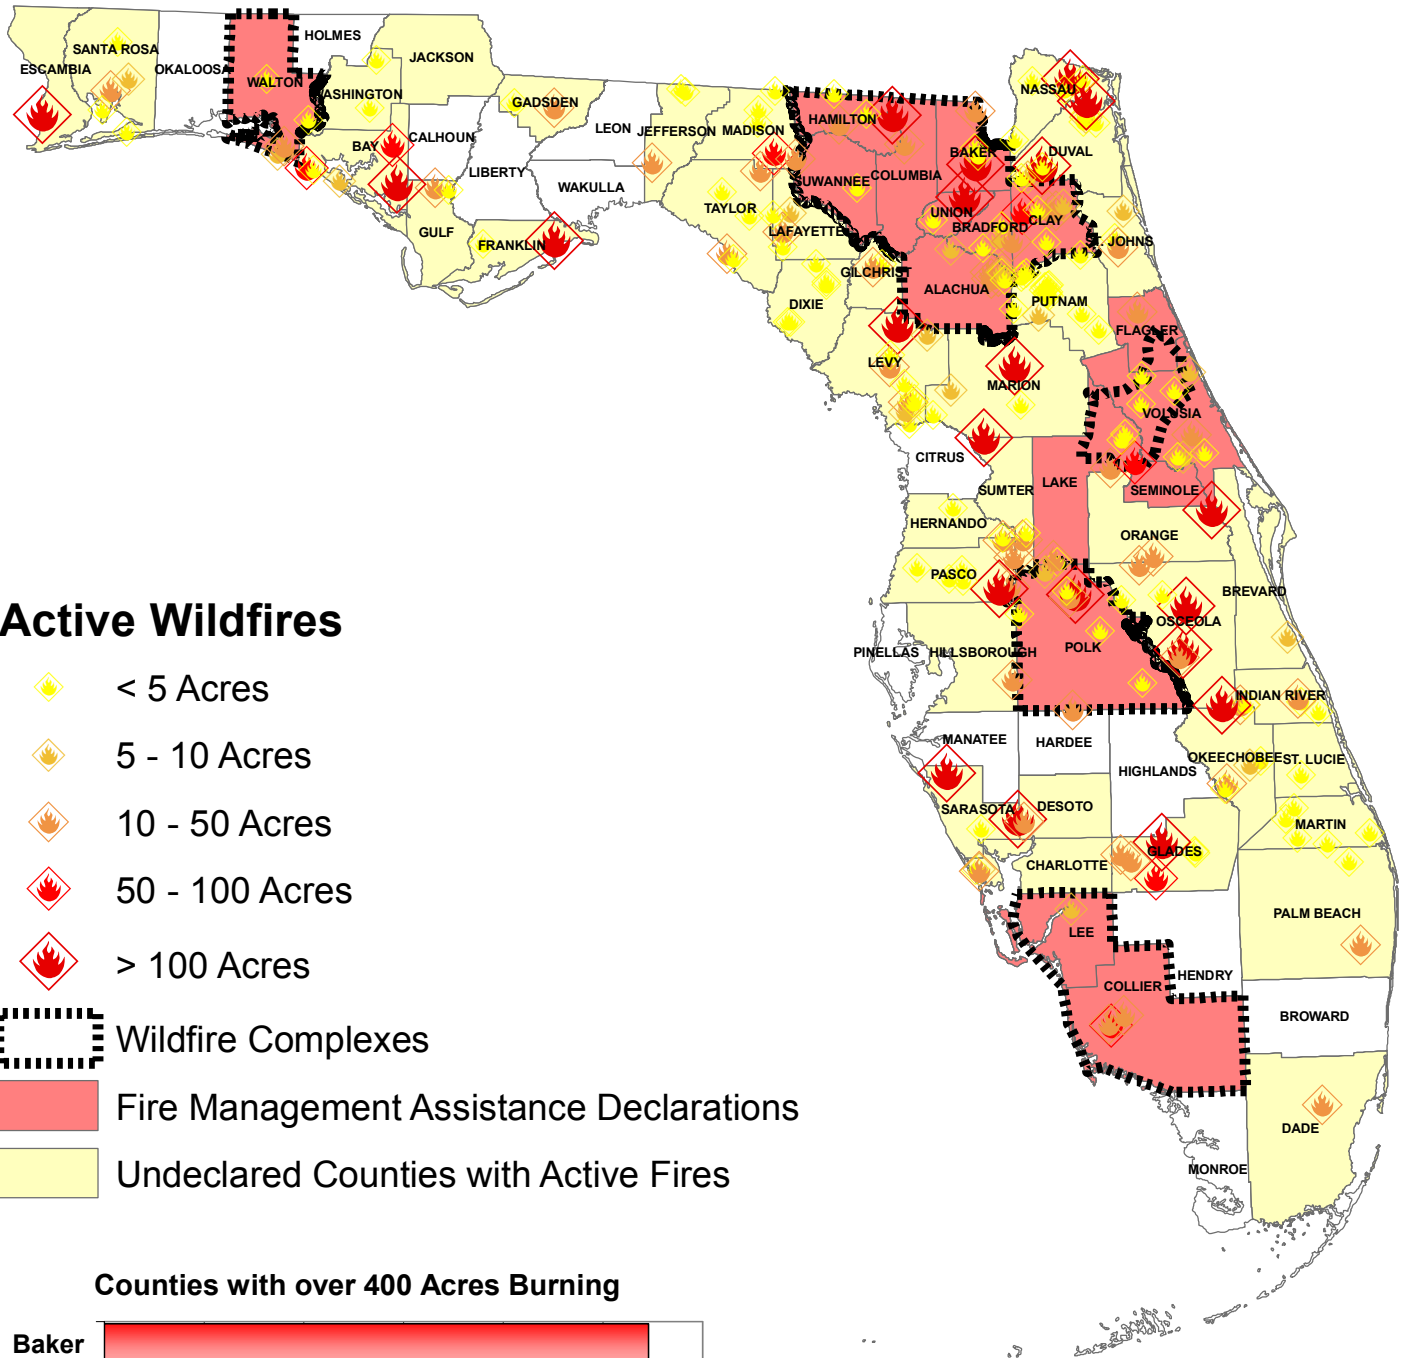 HOLMES
SANTA ROSA
JACKSON
ESCAMBIA
OKALOOSA
WALTON
WASHINGTON
GADSDEN
NASSAU
LEON
JEFFERSON
MADISON
HAMILTON
BAY
CALHOUN
BAKER
DUVAL
LIBERTY
WAKULLA
SUWANNEE
COLUMBIA
TAYLOR
UNION
BRADFORD
CLAY
GULF
FRANKLIN
LAFAYETTE
ST. JOHNS
GILCHRIST
ALACHUA
DIXIE
PUTNAM
FLAGLER
LEVY
MARION
VOLUSIA
CITRUS
SUMTER
LAKE
SEMINOLE
HERNANDO
ORANGE
PASCO
BREVARD
OSCEOLA
PINELLAS
HILLSBOROUGH
POLK
INDIAN RIVER
MANATEE
HARDEE
HIGHLANDS
OKEECHOBEE
ST. LUCIE
SARASOTA
DESOTO
MARTIN
CHARLOTTE
GLADES
PALM BEACH
LEE
HENDRY
COLLIER
BROWARD
DADE
MONROE
Active Wildfires
< 5 Acres
5 - 10 Acres
10 - 50 Acres
50 - 100 Acres
> 100 Acres
Wildfire Complexes
Fire Management Assistance Declarations
Undeclared Counties with Active Fires
Counties with over 400 Acres Burning
Baker